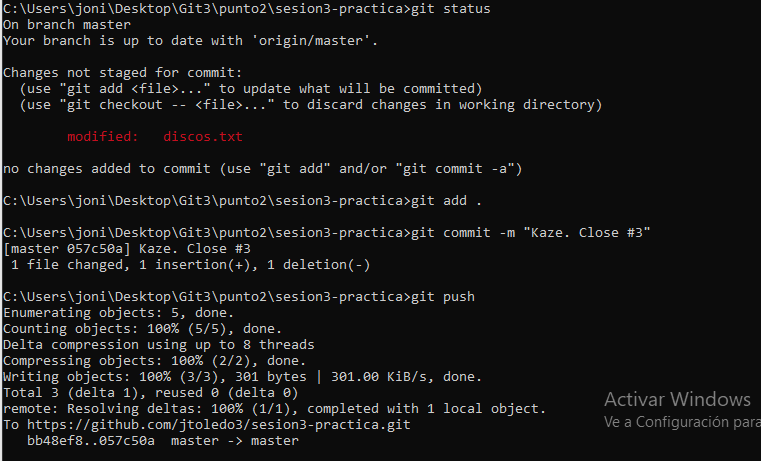 C:\Users\joni\Desktop\Git3\punto2\sesion3-practica>git status
On branch master
Your branch is up to date with 'origin/master'.
Changes not staged for commit:
  (use "git add <file>..." to update what will be committed)
  (use "git checkout -- <file>..." to discard changes in working directory)
        modified:   discos.txt
no changes added to commit (use "git add" and/or "git commit -a")
C:\Users\joni\Desktop\Git3\punto2\sesion3-practica>git add .
C:\Users\joni\Desktop\Git3\punto2\sesion3-practica>git commit -m "Kaze. Close #3"
[master 057c50a] Kaze. Close #3
 1 file changed, 1 insertion(+), 1 deletion(-)
C:\Users\joni\Desktop\Git3\punto2\sesion3-practica>git push
Enumerating objects: 5, done.
Counting objects: 100% (5/5), done.
Delta compression using up to 8 threads
Compressing objects: 100% (2/2), done.
Writing objects: 100% (3/3), 301 bytes | 301.00 KiB/s, done.
Total 3 (delta 1), reused 0 (delta 0)
remote: Resolving deltas: 100% (1/1), completed with 1 local object.
To https://github.com/jtoledo3/sesion3-practica.git
   bb48ef8..057c50a  master -> master
Activar Windows
Ve a Configuración para